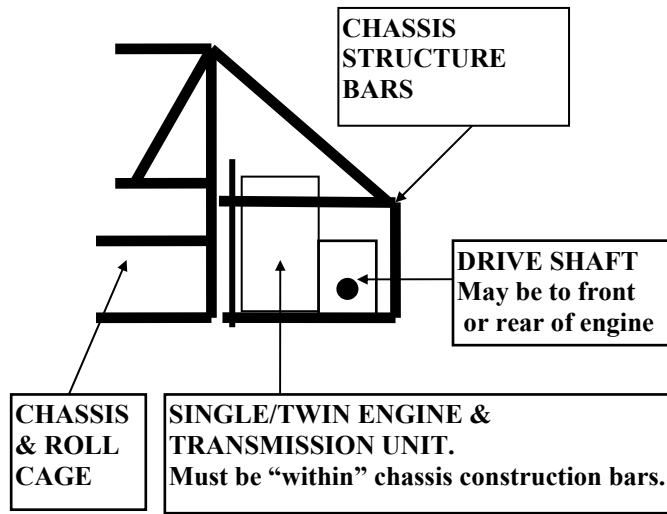 CHASSIS
STRUCTURE
BARS
DRIVE SHAFT
May be to front
or rear of engine
CHASSIS
& ROLL
CAGE
SINGLE/TWIN ENGINE &
TRANSMISSION UNIT.
Must be “within” chassis construction bars.